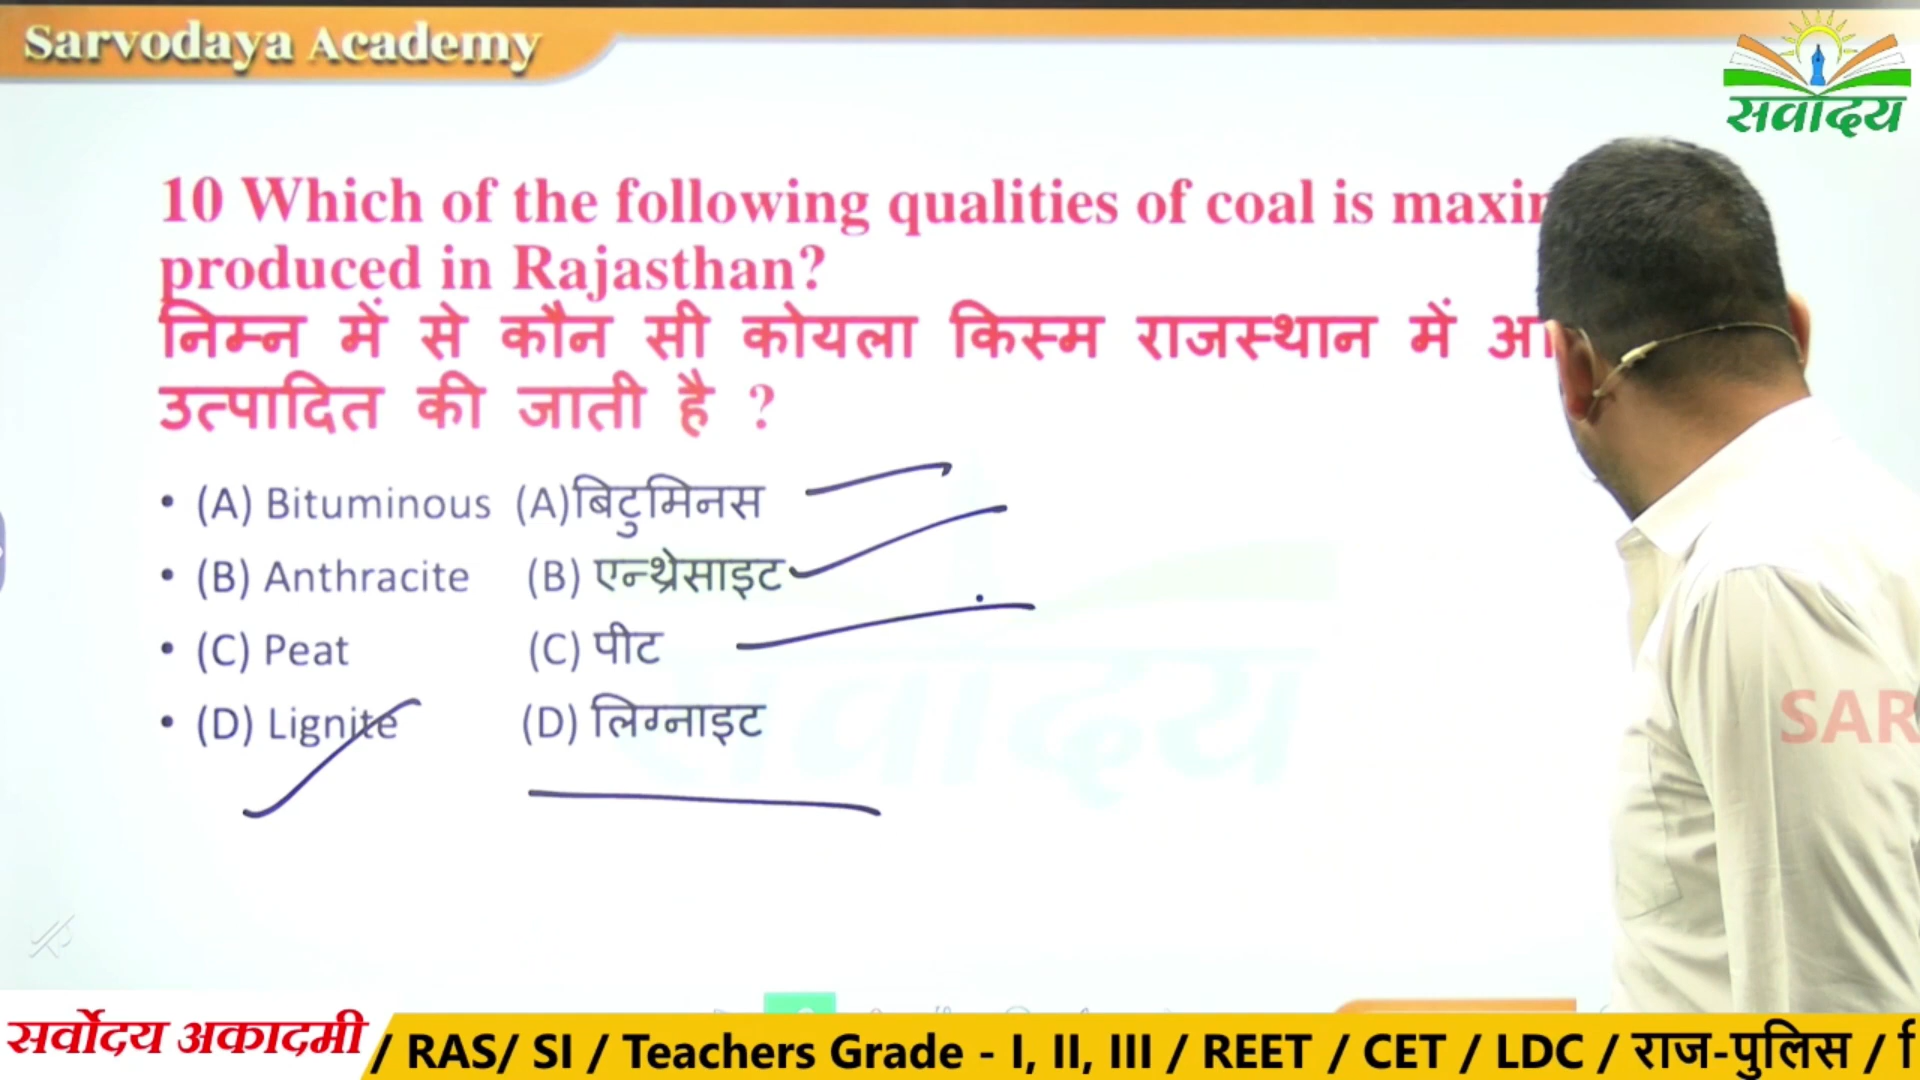 Sarvodaya Academy
सर्वोदय
10 Which of the following qualities of coal is
produced in Rajasthan?
निम्न में से कौन सी कोयला किस्म राजस्थान में
उत्पादित की जाती है ?
• (A) Bituminous (A)बिटुमिनस
• (B) Anthracite (B) एन्थ्रेसाइट
• (C) Peat (C) पीट
• (D) Lignite (D) लिग्नाइट
सर्वोदय
SAR
सर्वोदय अकादमी / RAS/ SI / Teachers Grade - I, II, III / REET / CET / LDC / राज-पुलिस /